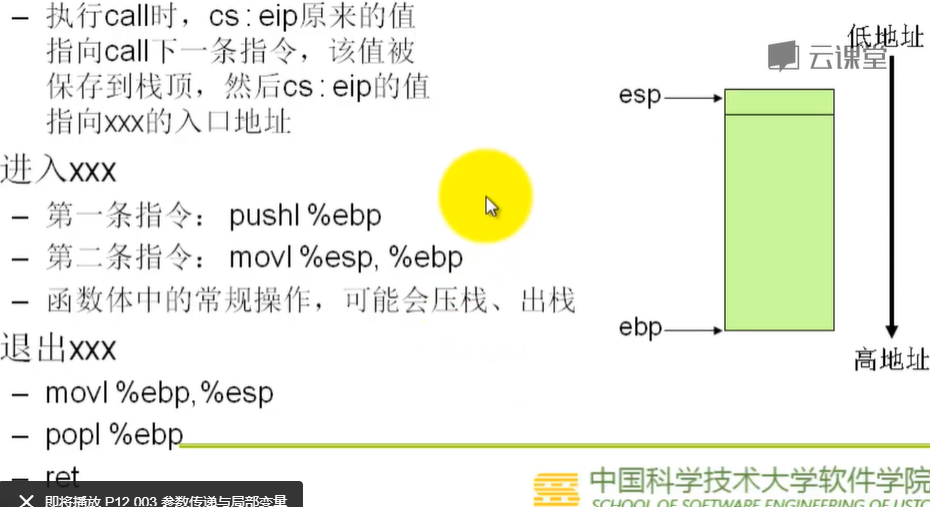 – 执行call时，cs : eip原来的值
指向call下一条指令，该值被
保存到栈顶，然后cs : eip的值
指向xxx的入口地址
进入xxx
– 第一条指令： pushl %ebp
– 第二条指令： movl %esp, %ebp
– 函数体中的常规操作，可能会压栈、出栈
退出xxx
– movl %ebp,%esp
– popl %ebp
– ret
低地址
云课堂
esp
ebp
高地址
即将播放 P12 003 参数传递与局部变量
中国科学技术大学软件学院
SCHOOL OF SOFTWARE ENGINEERING OF USTC